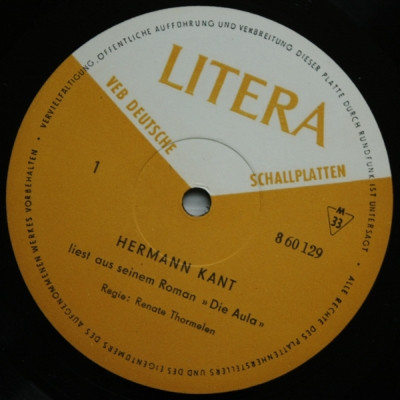 LITERA
VEB DEUTSCHE
SCHALLPLATTEN
1
M
33
8 60 129
HERMANN KANT
liest aus seinem Roman »Die Aula»
Regie: Renate Thormelen
• ALLE RECHTE DES PLATTENHERSTELLERS UND DES EIGENTÜMERS DES AUFGENOMMENEN WERKES VORBEHALTEN • VERVIELFÄLTIGUNG, ÖFFENTLICHE AUFFÜHRUNG UND VERBREITUNG DIESER PLATTE DURCH RUNDFUNK IST UNTERSAGT